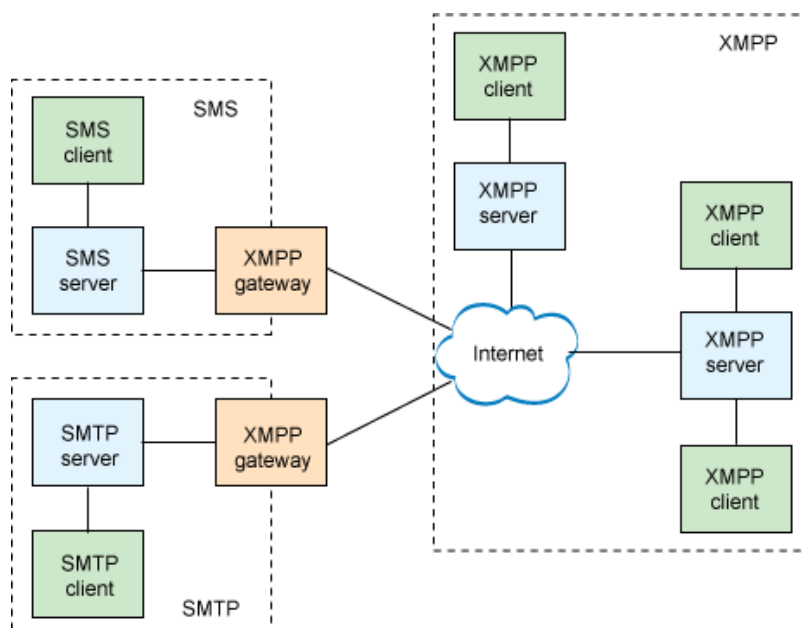 XMPP
XMPP
client
XMPP
server
XMPP
client
XMPP
server
XMPP
client
SMS
SMS
client
SMS
server
XMPP
gateway
Internet
SMTP
server
XMPP
gateway
SMTP
client
SMTP